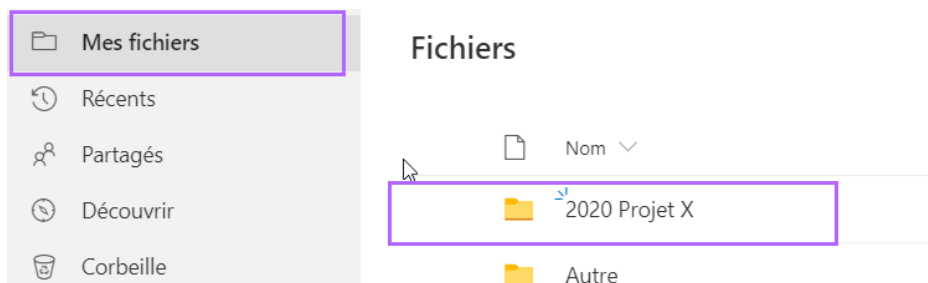 Mes fichiers
Récents
Partagés
Découvrir
Corbeille
Fichiers
Nom
2020 Projet X
Autre